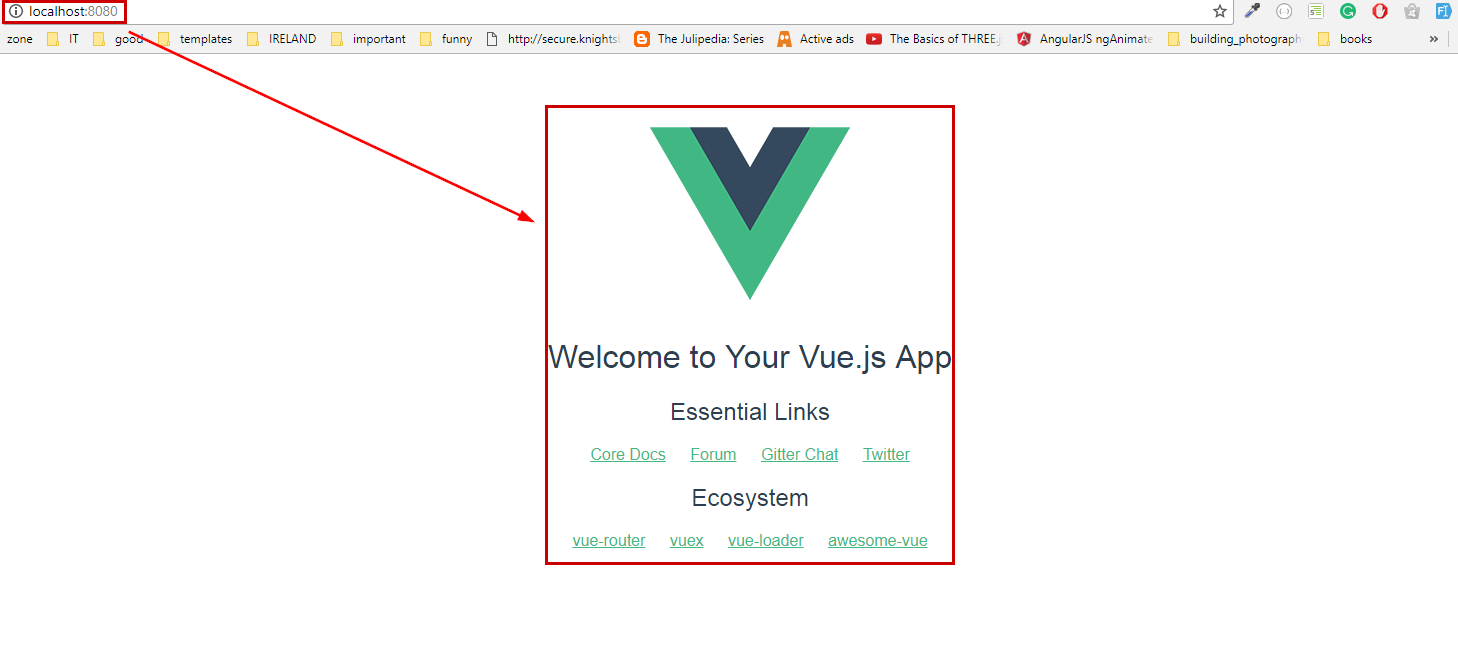 localhost:8080
zone IT good templates IRELAND important funny http://secure.knights The Julipedia: Series Active ads The Basics of THREE.j AngularJS ngAnimate building_photograph books »
Welcome to Your Vue.js App
Essential Links
Core Docs Forum Gitter Chat Twitter
Ecosystem
vue-router vuex vue-loader awesome-vue